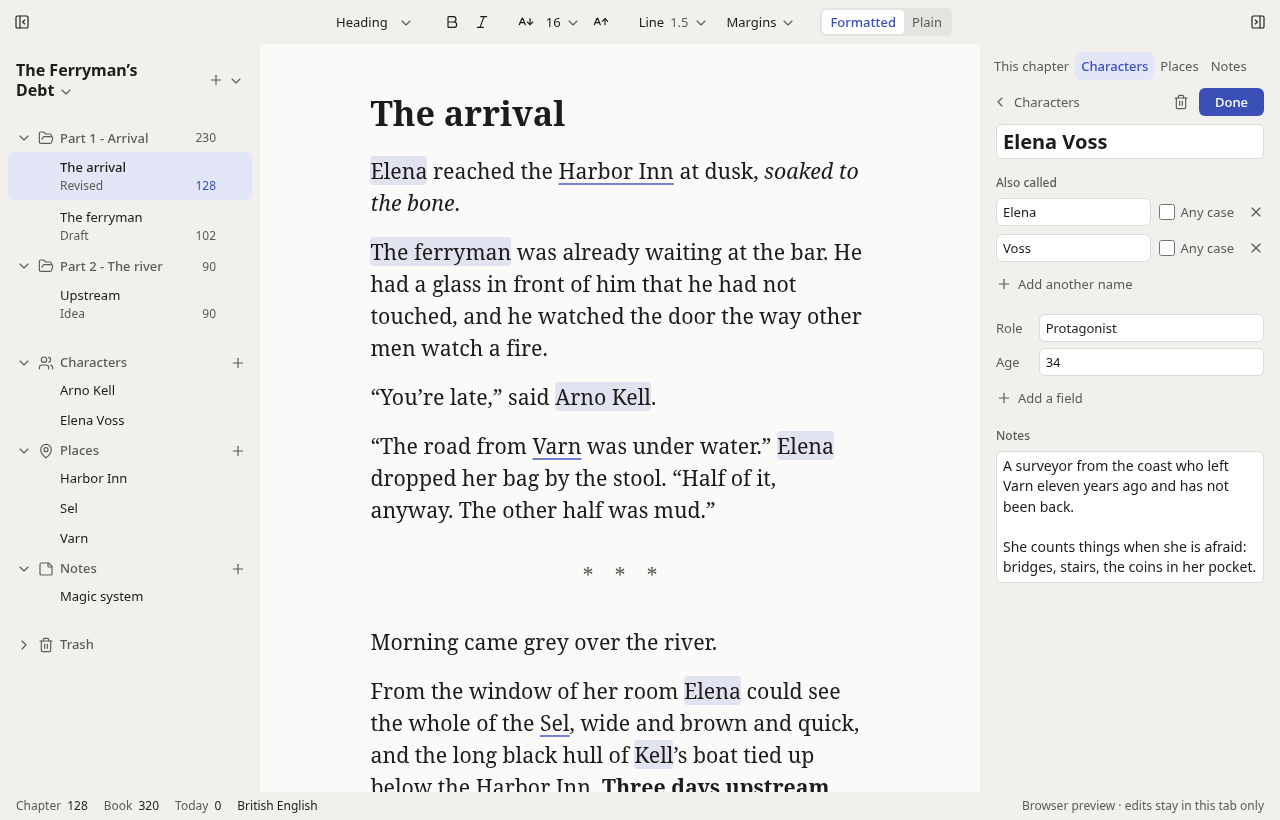 Heading
B I
16
Line 1.5
Margins
Formatted Plain
The Ferryman’s
Debt
Part 1 - Arrival 230
The arrival
Revised 128
The ferryman
Draft 102
Part 2 - The river 90
Upstream
Idea 90
Characters
Arno Kell
Elena Voss
Places
Harbor Inn
Sel
Varn
Notes
Magic system
Trash
The arrival
Elena reached the Harbor Inn at dusk, soaked to
the bone.
The ferryman was already waiting at the bar. He
had a glass in front of him that he had not
touched, and he watched the door the way other
men watch a fire.
“You’re late,” said Arno Kell.
“The road from Varn was under water.” Elena
dropped her bag by the stool. “Half of it,
anyway. The other half was mud.”
* * *
Morning came grey over the river.
From the window of her room Elena could see
the whole of the Sel, wide and brown and quick,
and the long black hull of Kell’s boat tied up
below the Harbor Inn. Three days upstream
This chapter Characters Places Notes
Characters
Done
Elena Voss
Also called
Elena Any case
Voss Any case
Add another name
Role Protagonist
Age 34
Add a field
Notes
A surveyor from the coast who left
Varn eleven years ago and has not
been back.
She counts things when she is afraid:
bridges, stairs, the coins in her pocket.
Chapter 128 Book 320 Today 0 British English
Browser preview · edits stay in this tab only